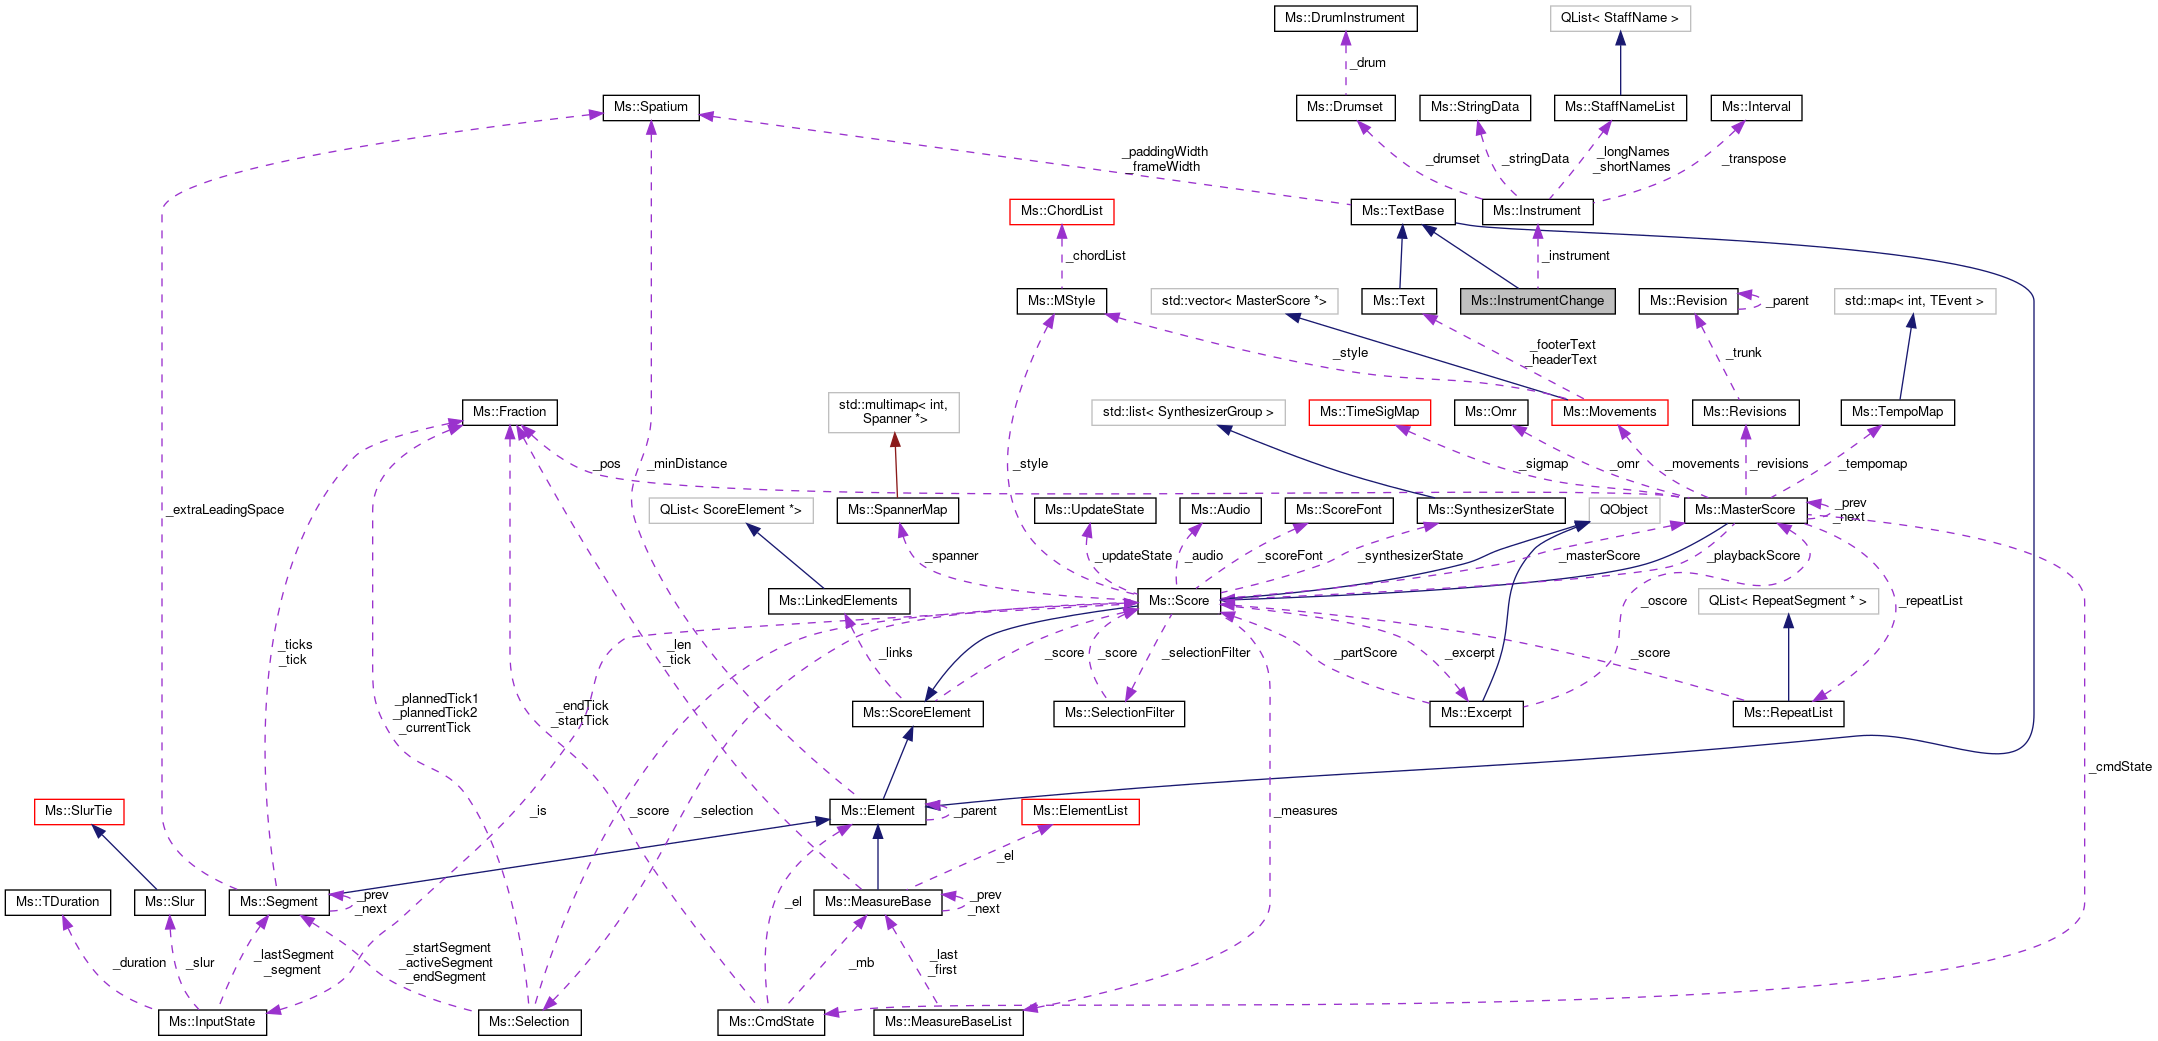 Ms::DrumInstrument
QList< StaffName >
_drum
Ms::Spatium
Ms::Drumset
Ms::StringData
Ms::StaffNameList
Ms::Interval
_paddingWidth
_frameWidth
_drumset
_stringData
_longNames
_shortNames
_transpose
Ms::ChordList
Ms::TextBase
Ms::Instrument
_chordList
_instrument
Ms::MStyle
std::vector< MasterScore *>
Ms::Text
Ms::InstrumentChange
Ms::Revision
_parent
std::map< int, TEvent >
_style
_footerText
_headerText
_trunk
Ms::Fraction
std::multimap< int,
Spanner *>
std::list< SynthesizerGroup >
Ms::TimeSigMap
Ms::Omr
Ms::Movements
Ms::Revisions
Ms::TempoMap
_pos
_minDistance
_style
_sigmap
_omr
_movements
_revisions
_tempomap
_extraLeadingSpace
QList< ScoreElement *>
Ms::SpannerMap
Ms::UpdateState
Ms::Audio
Ms::ScoreFont
Ms::SynthesizerState
QObject
Ms::MasterScore
_prev
_next
_spanner
_updateState
_audio
_scoreFont
_synthesizerState
_masterScore
_playbackScore
Ms::LinkedElements
Ms::Score
_oscore
QList< RepeatSegment * >
_repeatList
_ticks
_tick
_len
_tick
_links
_score
_score
_selectionFilter
_partScore
_excerpt
_score
_plannedTick1
_plannedTick2
_currentTick
_endTick
_startTick
Ms::ScoreElement
Ms::SelectionFilter
Ms::Excerpt
Ms::RepeatList
_cmdState
Ms::SlurTie
_is
_score
_selection
Ms::Element
_parent
Ms::ElementList
_measures
_el
Ms::TDuration
Ms::Slur
Ms::Segment
_prev
_next
_el
Ms::MeasureBase
_prev
_next
_duration
_slur
_lastSegment
_segment
_startSegment
_activeSegment
_endSegment
_mb
_last
_first
Ms::InputState
Ms::Selection
Ms::CmdState
Ms::MeasureBaseList